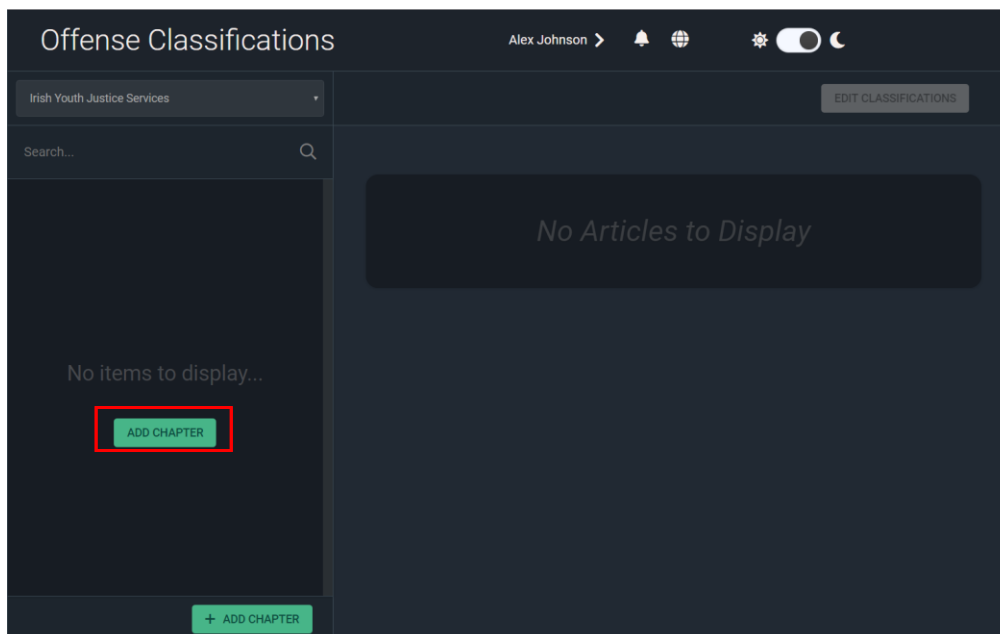 Offense Classifications
Alex Johnson
Irish Youth Justice Services
EDIT CLASSIFICATIONS
Search...
No Articles to Display
No items to display...
ADD CHAPTER
+ ADD CHAPTER